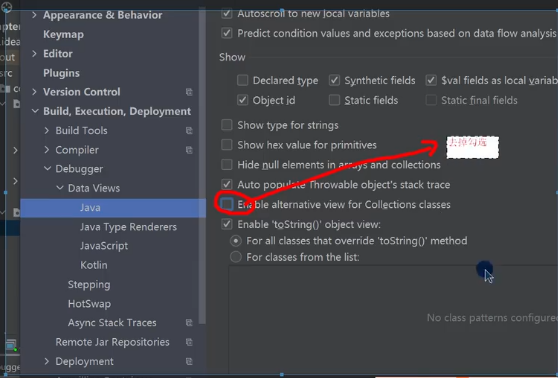 Appearance & Behavior
Keymap
Editor
Plugins
Version Control
Build, Execution, Deployment
Build Tools
Compiler
Debugger
Data Views
Java
Java Type Renderers
JavaScript
Kotlin
Stepping
HotSwap
Async Stack Traces
Remote Jar Repositories
Deployment
Autoscroll to new local variables
Predict condition values and exceptions based on data flow analysis
Show
Declared type
Synthetic fields
$val fields as local variab
Object id
Static fields
Static final fields
Show type for strings
Show hex value for primitives
去掉勾选
Hide null elements in arrays and collections
Auto populate Throwable object's stack trace
Enable alternative view for Collections classes
Enable 'toString()' object view:
For all classes that override 'toString()' method
For classes from the list:
No class patterns configured